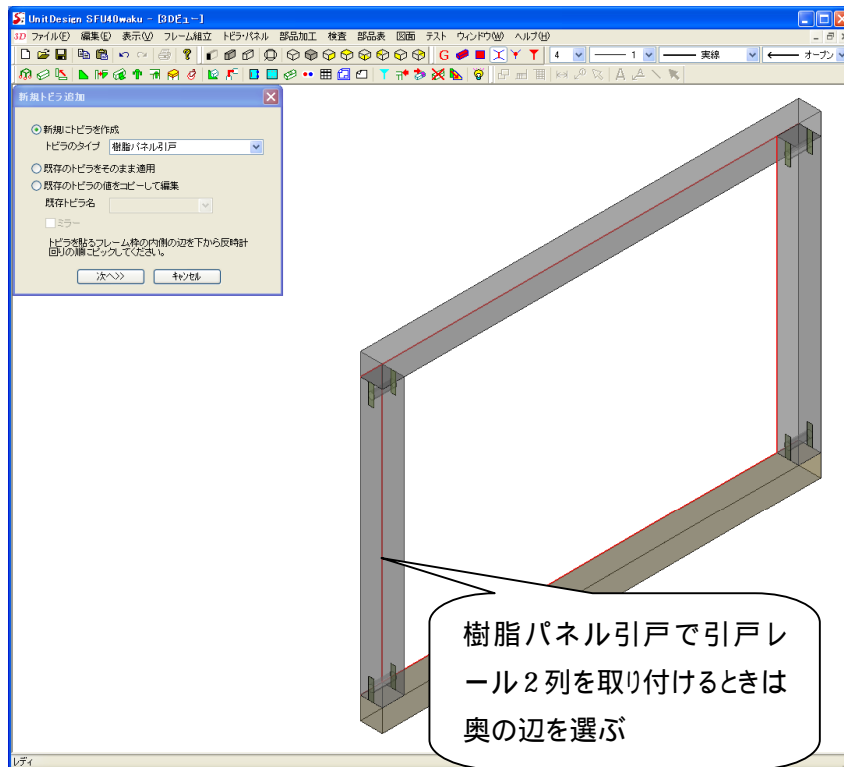 UnitDesign SFU40waku - [3Dビュー]
3D ファイル(F) 編集(E) 表示(V) フレーム組立 トビラ・パネル 部品加工 検査 部品表 図面 テスト ウィンドウ(W) ヘルプ(H)
G 4 1 実線 オープン
A
新規トビラ追加
新規にトビラを作成
トビラのタイプ 樹脂パネル引戸
既存のトビラをそのまま適用
既存のトビラの値をコピーして編集
既存トビラ名
ミラー
トビラを貼るフレーム枠の内側の辺を下から反時計
回りの順にピックしてください。
次へ>> キャンセル
樹脂パネル引戸で引戸レ
ール2列を取り付けるときは
奥の辺を選ぶ
レディ